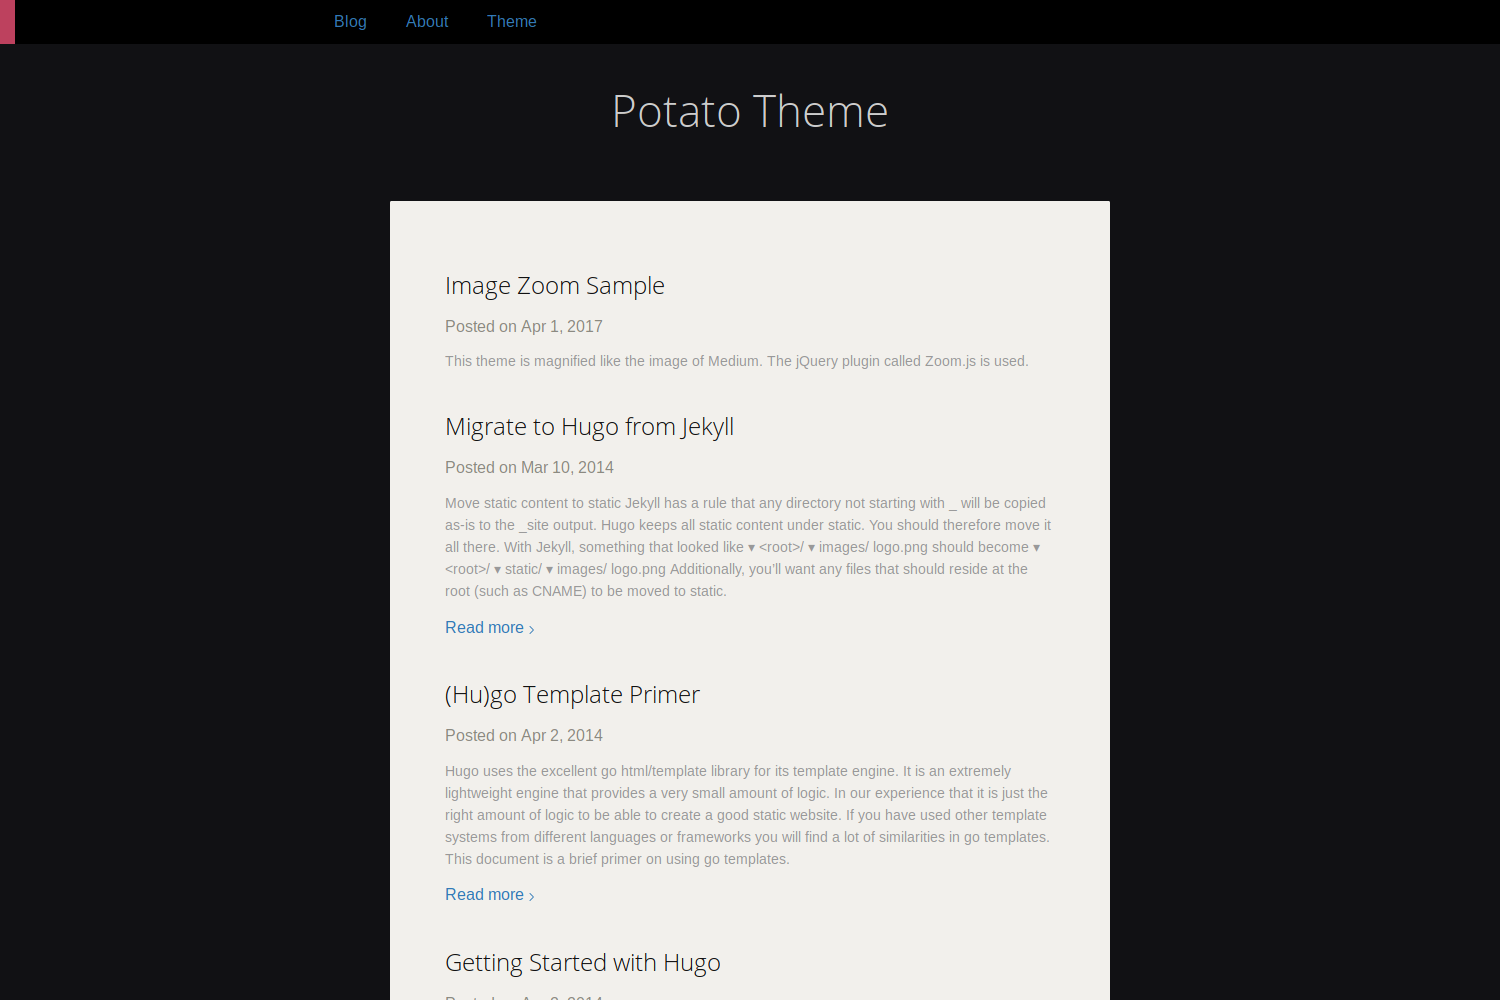 Blog About Theme
Potato Theme
Image Zoom Sample
Posted on Apr 1, 2017
This theme is magnified like the image of Medium. The jQuery plugin called Zoom.js is used.
Migrate to Hugo from Jekyll
Posted on Mar 10, 2014
Move static content to static Jekyll has a rule that any directory not starting with _ will be copied
as-is to the _site output. Hugo keeps all static content under static. You should therefore move it
all there. With Jekyll, something that looked like ▾ <root>/ ▾ images/ logo.png should become ▾
<root>/ ▾ static/ ▾ images/ logo.png Additionally, you’ll want any files that should reside at the
root (such as CNAME) to be moved to static.
Read more ›
(Hu)go Template Primer
Posted on Apr 2, 2014
Hugo uses the excellent go html/template library for its template engine. It is an extremely
lightweight engine that provides a very small amount of logic. In our experience that it is just the
right amount of logic to be able to create a good static website. If you have used other template
systems from different languages or frameworks you will find a lot of similarities in go templates.
This document is a brief primer on using go templates.
Read more ›
Getting Started with Hugo